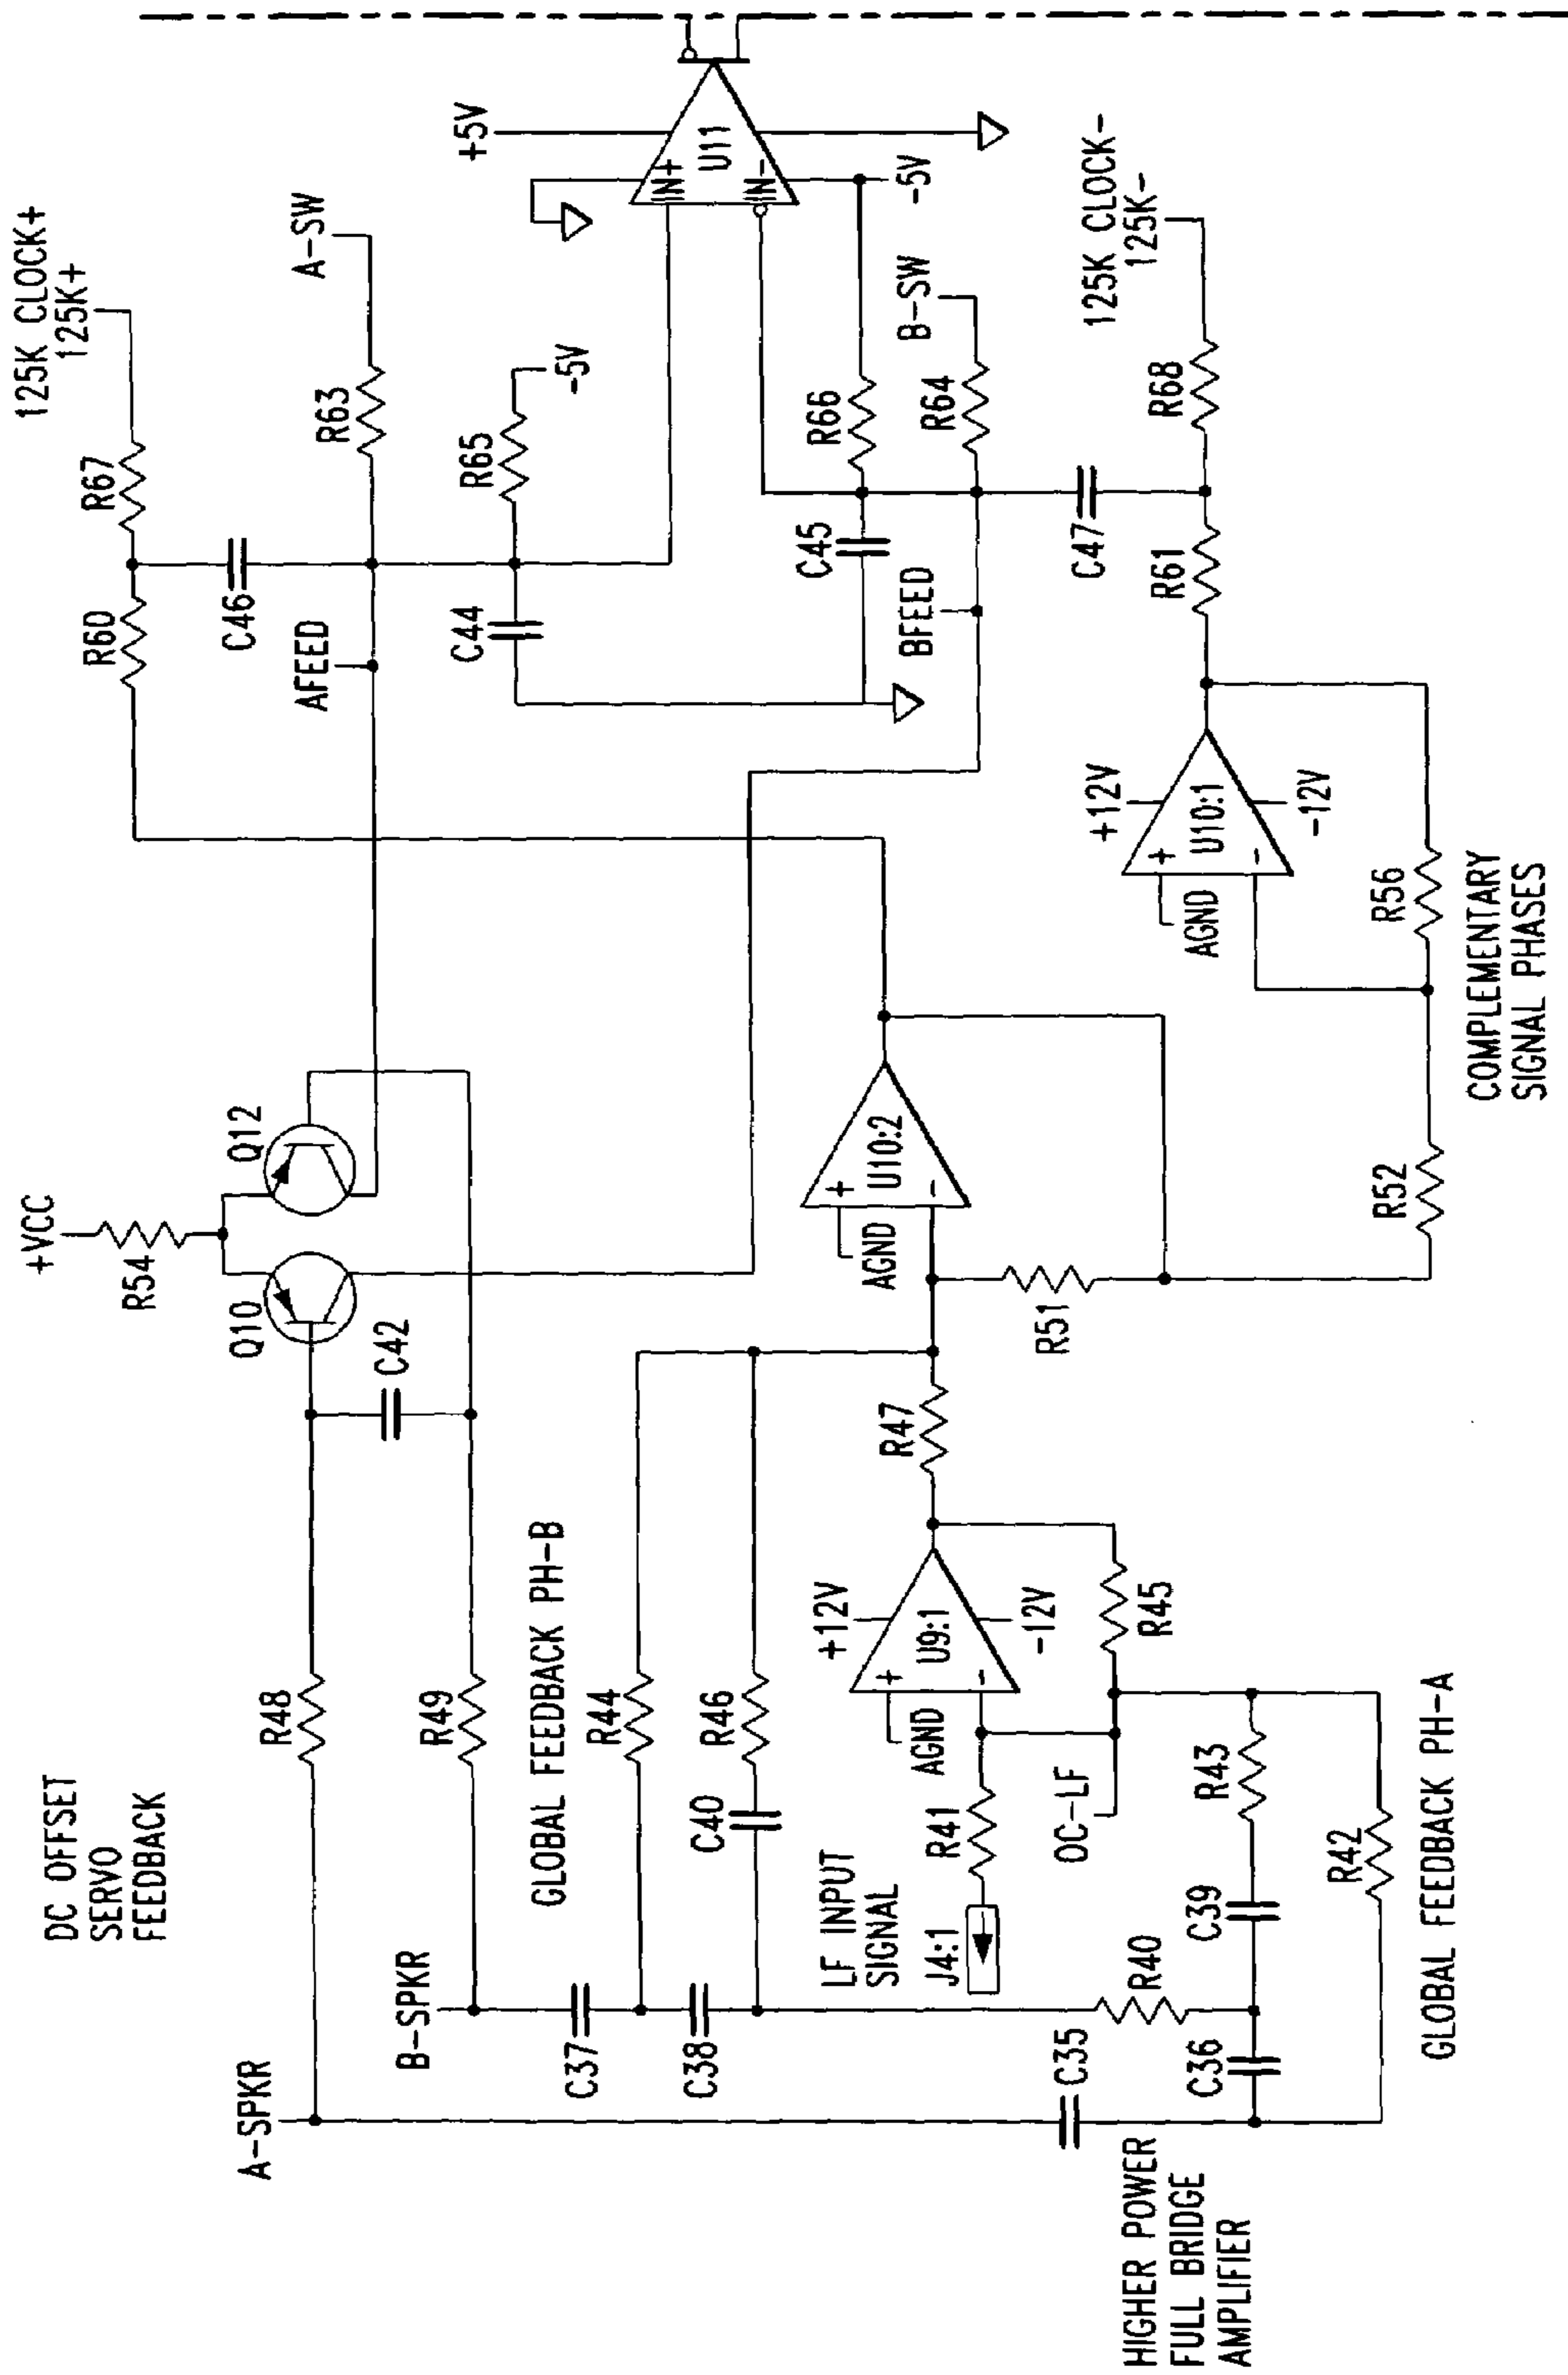 DC OFFSET
SERVO
FEEDBACK
+VCC
R54
Q10
Q12
125K CLOCK+
125K+
R67
R60
C46
A-SW
R63
AFEED
A-SPKR
R48
C42
B-SPKR
R49
R65
-5V
C44
+5V
IN+
U11
IN-
-5V
GLOBAL FEEDBACK PH-B
C37
R44
C38
C40
R46
C45
R66
B-SW
R64
BFEED
LF INPUT
SIGNAL
J4:1
R41
+12V
+
U9:1
-
-12V
AGND
R47
R45
OC-LF
+
U10:2
-
AGND
R51
R52
C47
125K CLOCK-
125K-
R68
R61
+12V
+
U10:1
-
-12V
AGND
R56
COMPLEMENTARY
SIGNAL PHASES
C35
R40
C36
C39
R43
R42
GLOBAL FEEDBACK PH-A
HIGHER POWER
FULL BRIDGE
AMPLIFIER